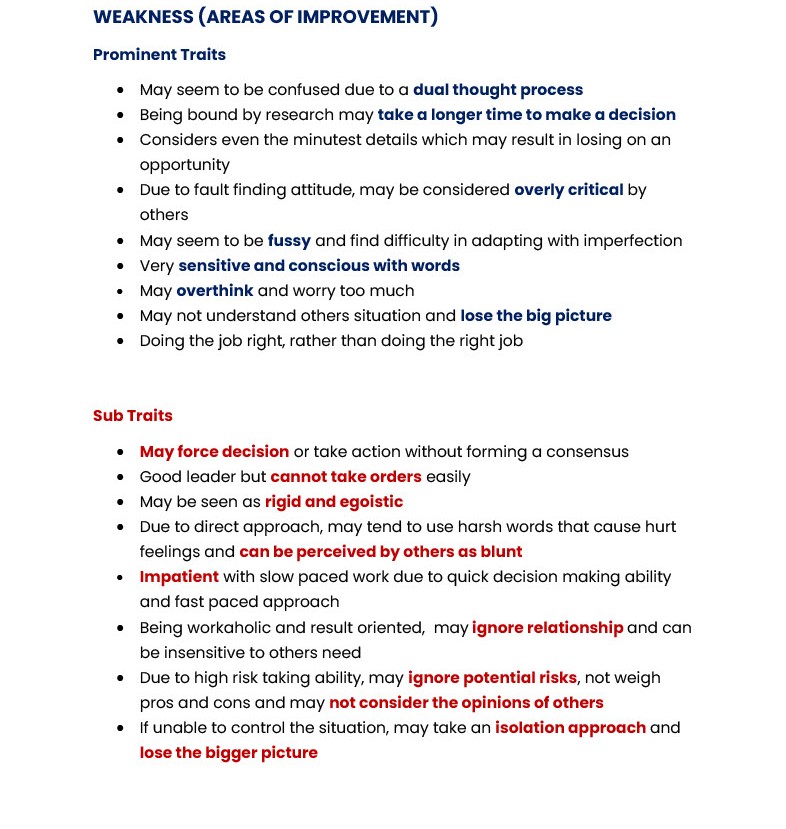 WEAKNESS (AREAS OF IMPROVEMENT)
Prominent Traits
• May seem to be confused due to a dual thought process
• Being bound by research may take a longer time to make a decision
• Considers even the minutest details which may result in losing on an
opportunity
• Due to fault finding attitude, may be considered overly critical by
others
• May seem to be fussy and find difficulty in adapting with imperfection
• Very sensitive and conscious with words
• May overthink and worry too much
• May not understand others situation and lose the big picture
• Doing the job right, rather than doing the right job
Sub Traits
• May force decision or take action without forming a consensus
• Good leader but cannot take orders easily
• May be seen as rigid and egoistic
• Due to direct approach, may tend to use harsh words that cause hurt
feelings and can be perceived by others as blunt
• Impatient with slow paced work due to quick decision making ability
and fast paced approach
• Being workaholic and result oriented, may ignore relationship and can
be insensitive to others need
• Due to high risk taking ability, may ignore potential risks, not weigh
pros and cons and may not consider the opinions of others
• If unable to control the situation, may take an isolation approach and
lose the bigger picture